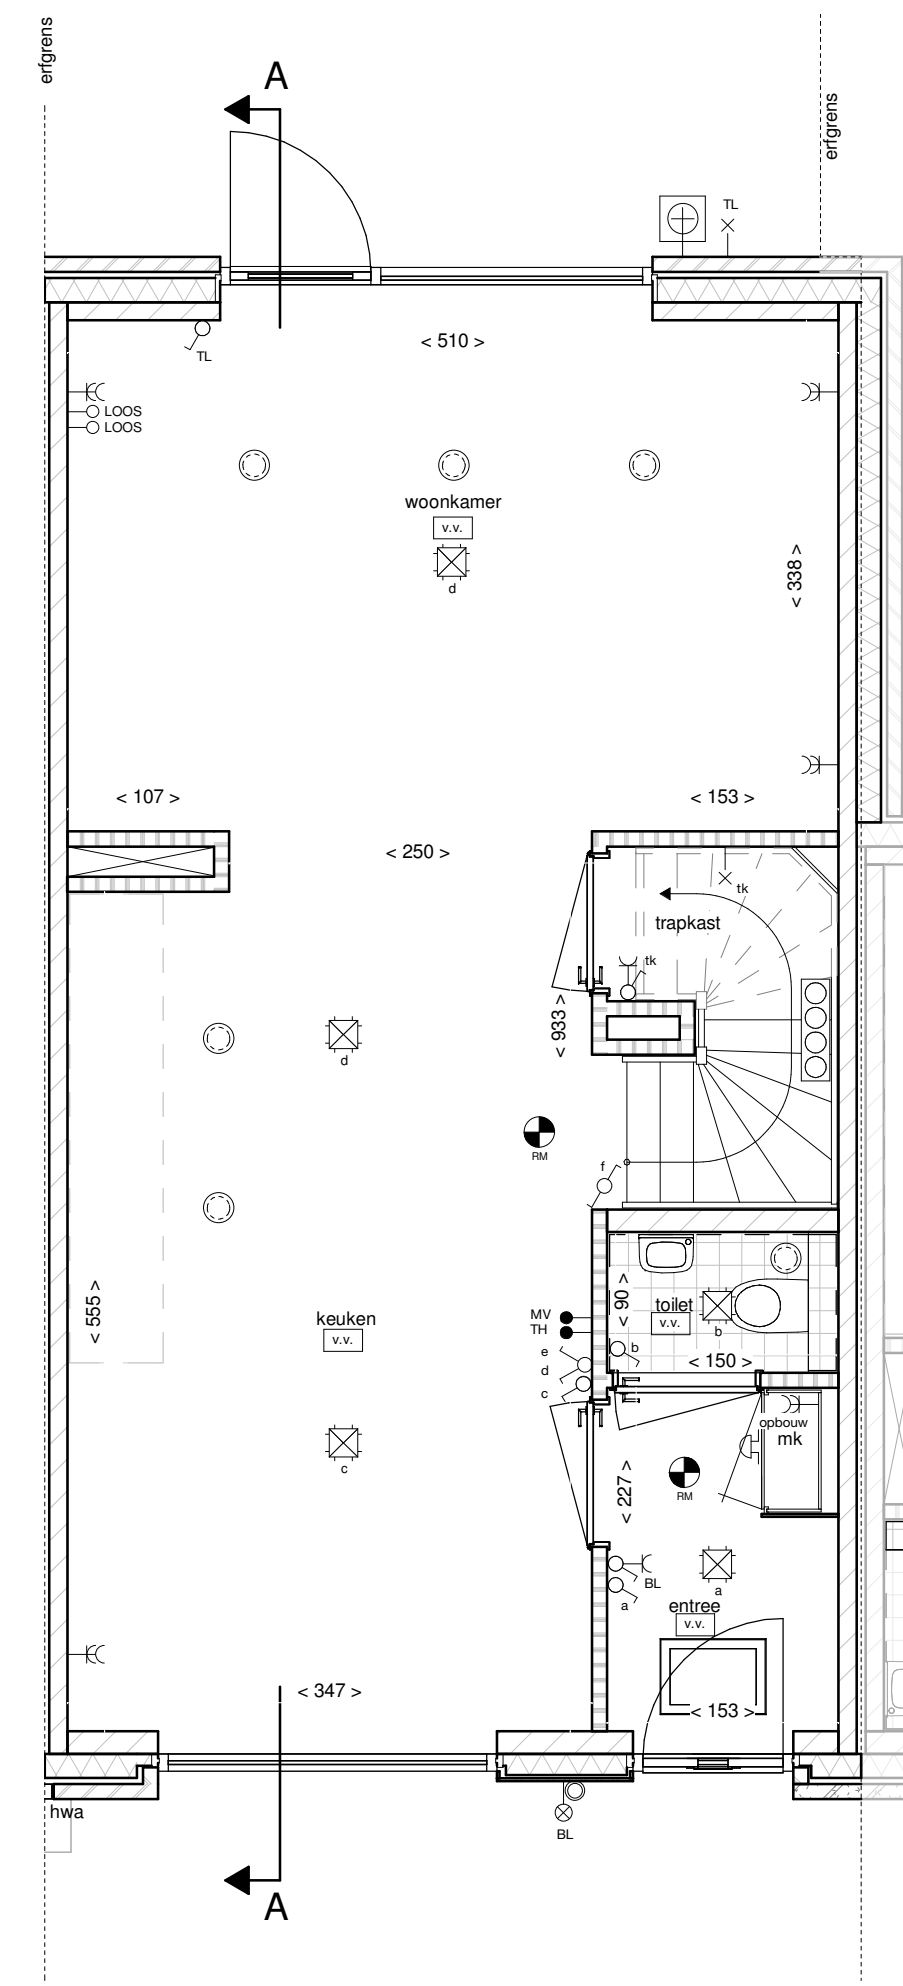 erfgrens
A
erfgrens
TL
< 510 >
TL
LOOS
LOOS
woonkamer
v.v.
d
< 338 >
< 107 >
< 153 >
< 250 >
tk
trapkast
tk
< 933 >
d
RM
f
< 555 >
keuken
v.v.
MV
TH
e
d
c
< 90 >
toilet
v.v.
b
b
< 150 >
opbouw
mk
c
< 227 >
RM
BL
a
a
entree
v.v.
< 347 >
< 153 >
hwa
BL
A